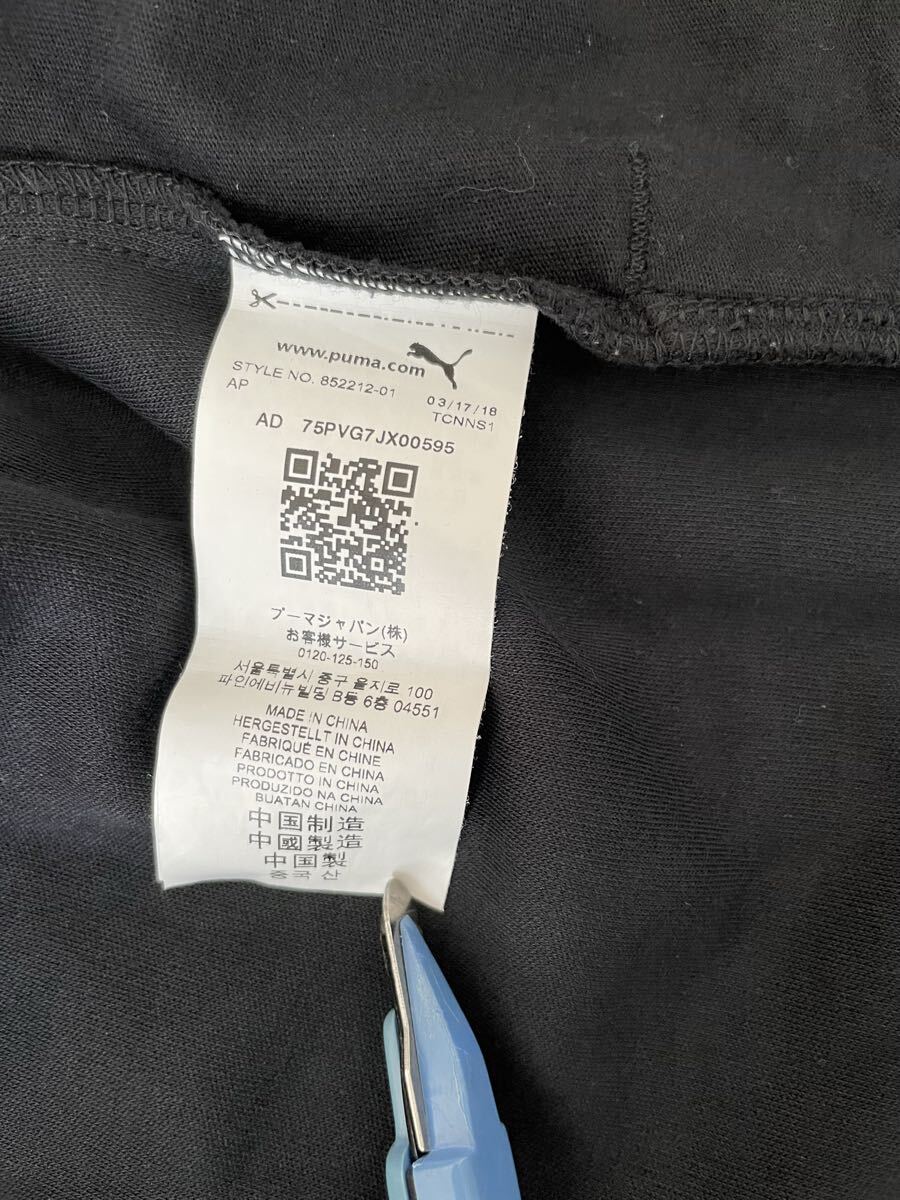 www.puma.com
STYLE NO. 852212-01 03/17/18
AP TCNNS1
AD 75PVG7JX00595
プーマジャパン(株)
お客様サービス
0120-125-150
서울특별시 중구 을지로 100
파인에비뉴빌딩 B동 6층 04551
MADE IN CHINA
HERGESTELLT IN CHINA
FABRIQUÉ EN CHINE
FABRICADO EN CHINA
PRODOTTO IN CHINA
PRODUZIDO NA CHINA
BUATAN CHINA
中国制造
中國製造
中国製
중국 산